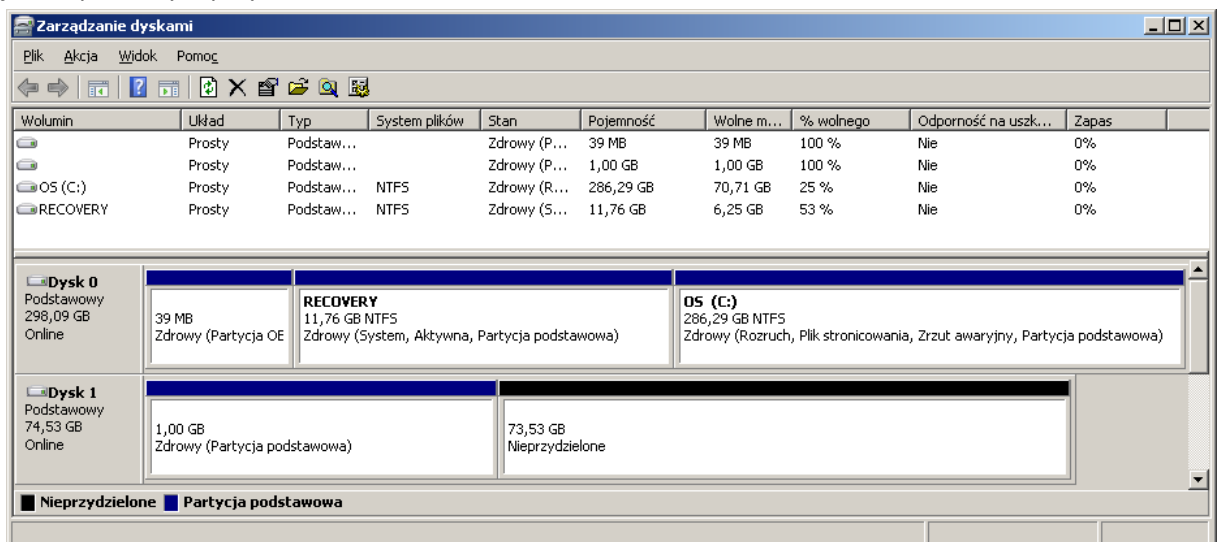 Zarządzanie dyskami
Plik Akcja Widok Pomoc
Wolumin Układ Typ System plików Stan Pojemność Wolne m... % wolnego Odporność na uszk... Zapas
Prosty Podstaw... Zdrowy (P... 39 MB 39 MB 100 % Nie 0%
Prosty Podstaw... Zdrowy (P... 1,00 GB 1,00 GB 100 % Nie 0%
OS (C:) Prosty Podstaw... NTFS Zdrowy (R... 286,29 GB 70,71 GB 25 % Nie 0%
RECOVERY Prosty Podstaw... NTFS Zdrowy (S... 11,76 GB 6,25 GB 53 % Nie 0%
Dysk 0
Podstawowy
298,09 GB
Online
39 MB
Zdrowy (Partycja OE
RECOVERY
11,76 GB NTFS
Zdrowy (System, Aktywna, Partycja podstawowa)
OS (C:)
286,29 GB NTFS
Zdrowy (Rozruch, Plik stronicowania, Zrzut awaryjny, Partycja podstawowa)
Dysk 1
Podstawowy
74,53 GB
Online
1,00 GB
Zdrowy (Partycja podstawowa)
73,53 GB
Nieprzydzielone
Nieprzydzielone Partycja podstawowa